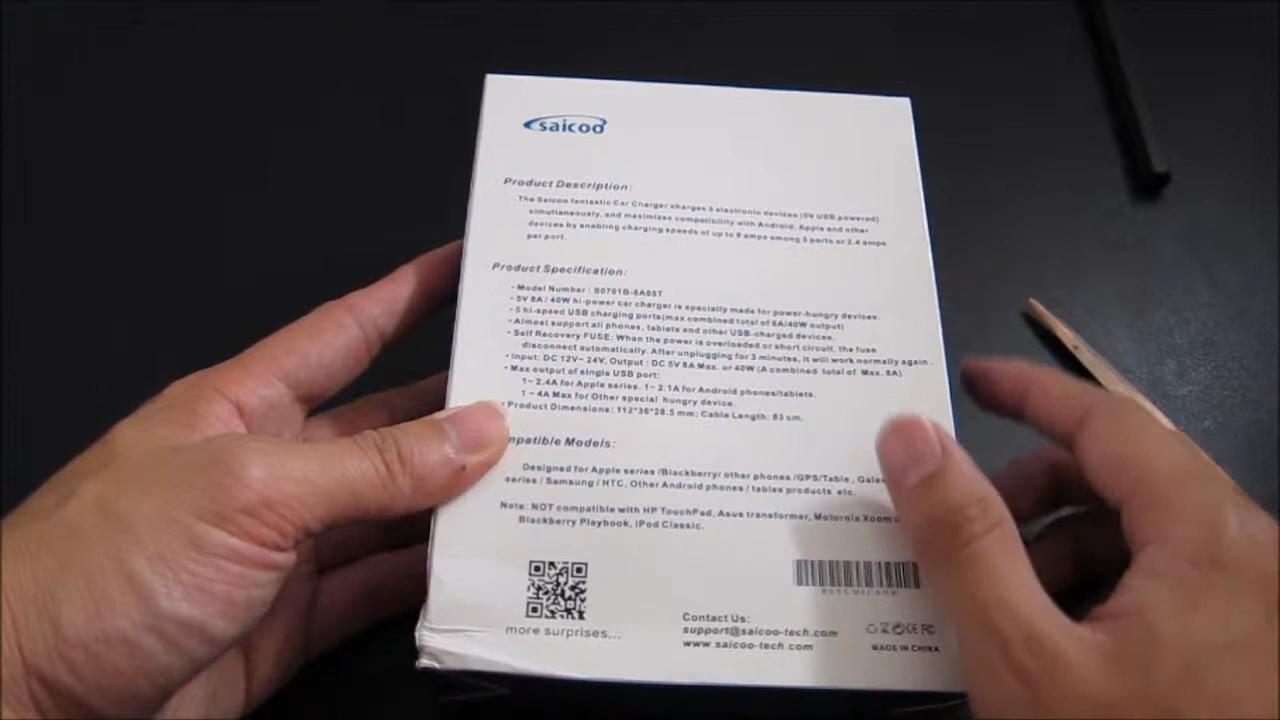 saicoo
Product Description:
The Saicoo fentastic Car Charger charges 5 electronic devices (5V USB powered)
simultaneously, and maximizes compatibility with Android, Apple and other
devices by enabling charging speeds of up to 8 amps among 5 ports or 2.4 amps
per port.
Product Specification:
• Model Number : S0701B-8A05T
• 5V 8A / 40W hi-power car charger is specially made for power-hungry devices.
• 5 hi-speed USB charging ports(max combined total of 8A/40W output)
• Almost support all phones, tablets and other USB-charged devices.
• Self Recovery FUSE: When the power is overloaded or short circuit, the fuse
disconnect automatically. After unplugging for 3 minutes, it will work normally again .
• Input: DC 12V~ 24V, Output : DC 5V 8A Max. or 40W (A combined total of Max. 8A)
• Max output of single USB port:
1~ 2.4A for Apple series. 1~ 2.1A for Android phones/tablets.
1 ~ 4A Max for Other special hungry device.
• Product Dimensions: 112*36*28.5 mm; Cable Length: 83 cm.
mpatible Models:
Designed for Apple series /Blackberry/ other phones /GPS/Table , Gala
series / Samsung / HTC, Other Android phones / tables products etc.
Note: NOT compatible with HP TouchPad, Asus transformer, Motorola Xoom
Blackberry Playbook, iPod Classic.
more surprises...
Contact Us:
support@saicoo-tech.com
www.saicoo-tech.com
CE FC
MADE IN CHINA